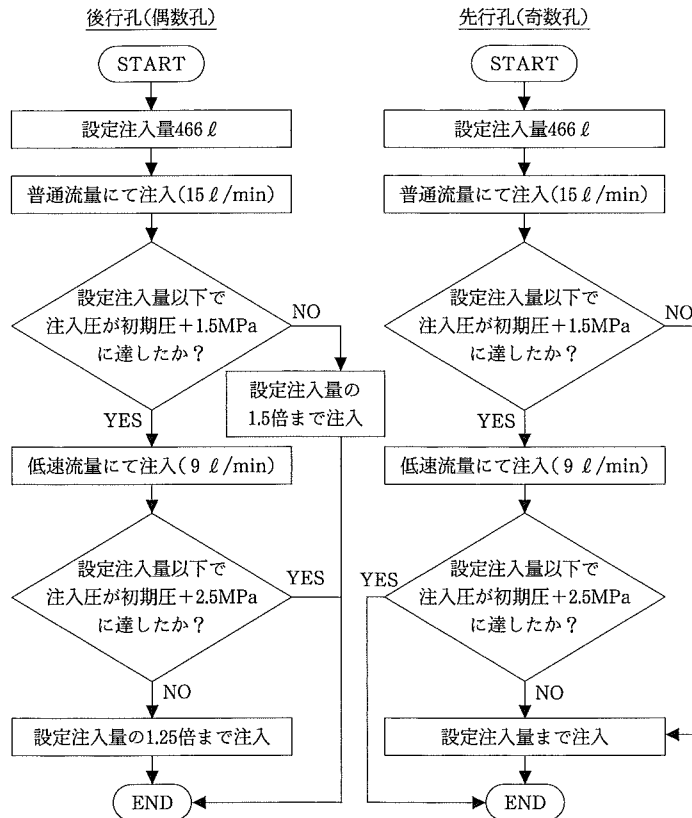 後行孔(偶数孔)
START
設定注入量466ℓ
普通流量にて注入(15ℓ/min)
設定注入量以下で
注入圧が初期圧+1.5MPa
に達したか?
NO
設定注入量の
1.5倍まで注入
YES
低速流量にて注入(9 ℓ/min)
設定注入量以下で
注入圧が初期圧+2.5MPa
に達したか?
YES
NO
設定注入量の1.25倍まで注入
END
先行孔(奇数孔)
START
設定注入量466ℓ
普通流量にて注入(15ℓ/min)
設定注入量以下で
注入圧が初期圧+1.5MPa
に達したか?
NO
YES
低速流量にて注入(9 ℓ/min)
設定注入量以下で
注入圧が初期圧+2.5MPa
に達したか?
YES
NO
設定注入量まで注入
END